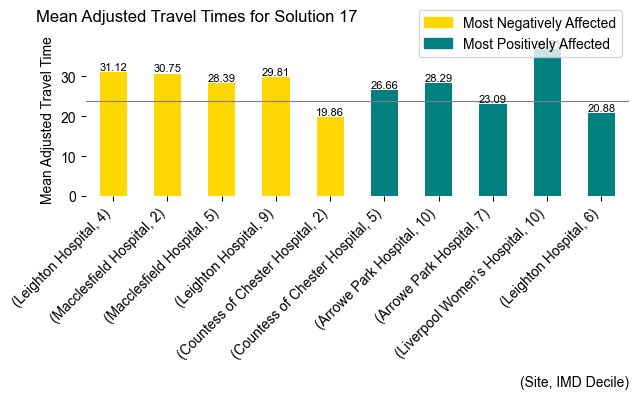 Mean Adjusted Travel Times for Solution 17
Most Negatively Affected
Most Positively Affected
Mean Adjusted Travel Time
30
20
10
0
31.12
30.75
28.39
29.81
19.86
26.66
28.29
23.09
20.88
(Leighton Hospital, 4)
(Macclesfield Hospital, 2)
(Macclesfield Hospital, 5)
(Leighton Hospital, 9)
(Countess of Chester Hospital, 2)
(Countess of Chester Hospital, 5)
(Arrowe Park Hospital, 10)
(Arrowe Park Hospital, 7)
(Liverpool Women's Hospital, 10)
(Leighton Hospital, 6)
(Site, IMD Decile)